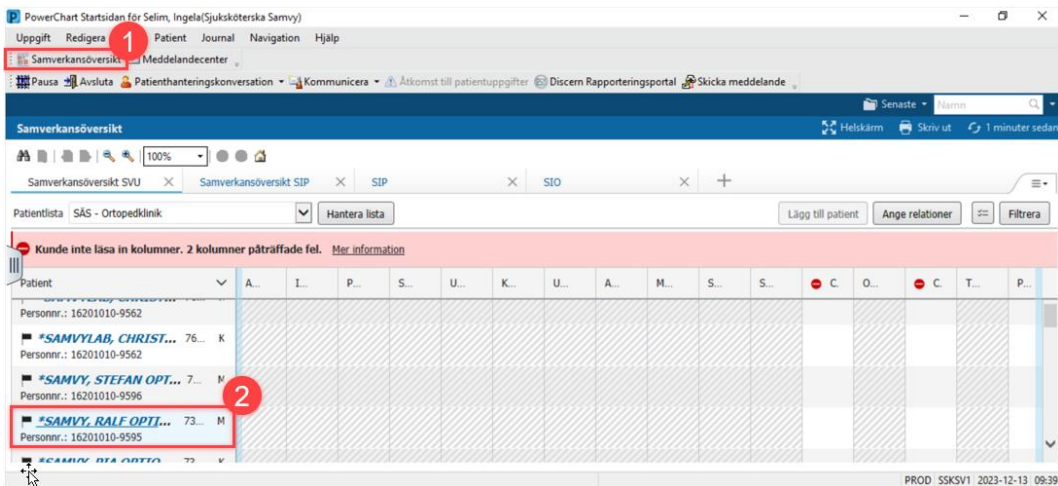 PowerChart Startsidan för Selim, Ingela(Sjuksköterska Samvy)
Uppgift Redigera Patient Journal Navigation Hjälp
1
Samverkansöversikt Meddelandecenter
Pausa Avsluta Patienthanteringskonversation Kommunicera Åtkomst till patientuppgifter Discern Rapporteringsportal Skicka meddelande
Senaste Namn
Samverkansöversikt Helskärm Skriv ut 1 minuter sedan
100%
Samverkansöversikt SVU Samverkansöversikt SIP SIP SIO
Patientlista SÄS - Ortopedklinik Hantera lista Lägg till patient Ange relationer Filtrera
Kunde inte läsa in kolumner. 2 kolumner påträffade fel. Mer information
Patient A... I... P... S... U... K... U... A... M... S... S... C. O... C. T... P...
Personnr.: 16201010-9562
*SAMVYLAB, CHRIST... 76... K
Personnr.: 16201010-9562
*SAMVY, STEFAN OPT... 7... M
Personnr.: 16201010-9596
2
*SAMVY, RALF OPTI... 73... M
Personnr.: 16201010-9595
*SAMVY, PIA OPTIO... 72... K
PROD SSKSV1 2023-12-13 09:39